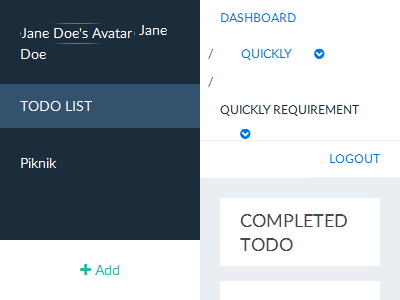 Jane Doe's Avatar Jane
Doe
TODO LIST
Piknik
+ Add
DASHBOARD
/ QUICKLY
/
QUICKLY REQUIREMENT
LOGOUT
COMPLETED
TODO